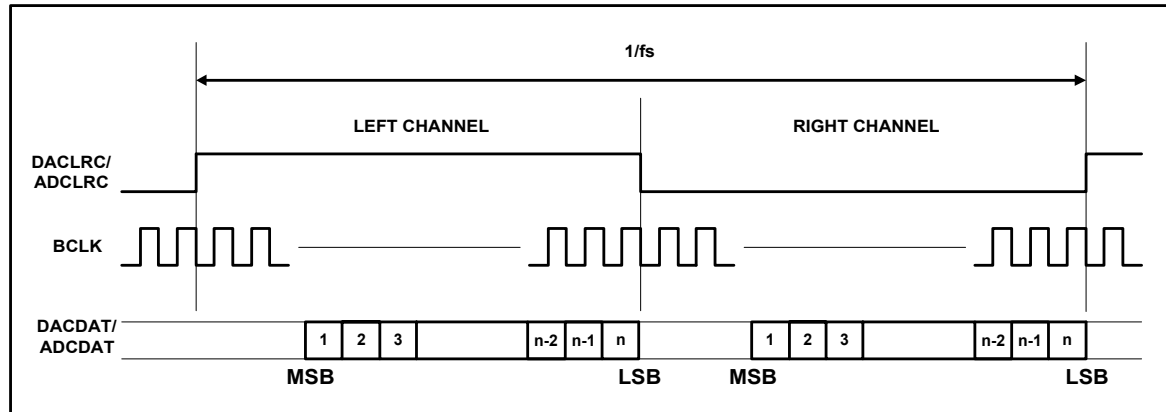 1/fs
LEFT CHANNEL
RIGHT CHANNEL
DACLRC/
ADCLRC
BCLK
DACDAT/
ADCDAT
1 2 3 n-2 n-1 n 1 2 3 n-2 n-1 n
MSB LSB MSB LSB